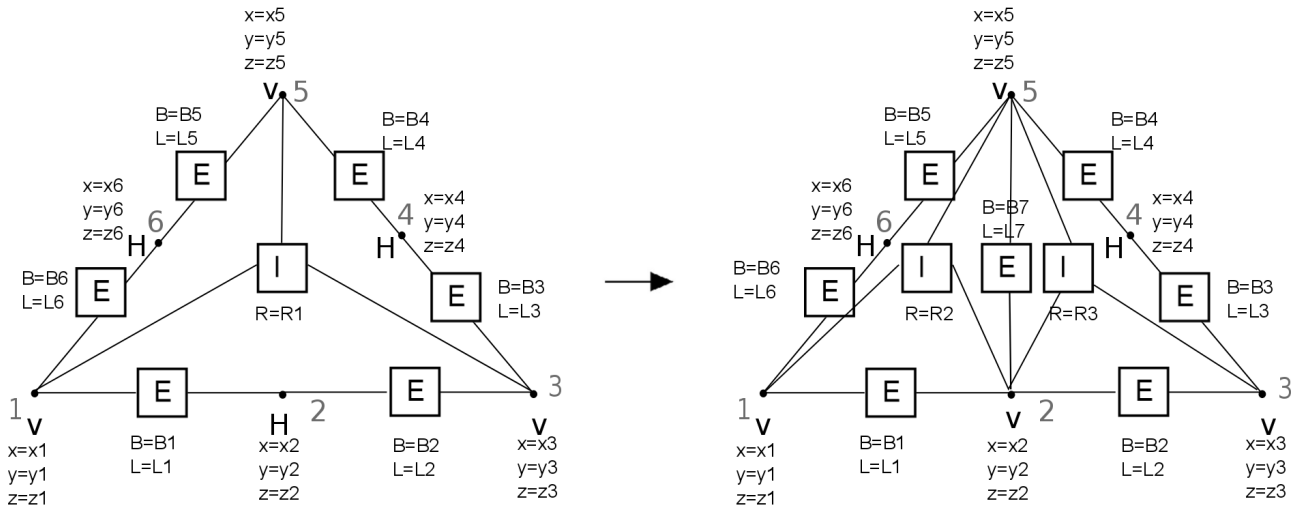 x=x5
y=y5
z=z5
v 5
B=B5
L=L5
B=B4
L=L4
E
E
x=x6
y=y6
z=z6
6
H
x=x4
y=y4
z=z4
4
H
B=B6
L=L6
E
I
R=R1
E
B=B3
L=L3
1
v
x=x1
y=y1
z=z1
E
B=B1
L=L1
2
H
x=x2
y=y2
z=z2
E
B=B2
L=L2
3
v
x=x3
y=y3
z=z3
x=x5
y=y5
z=z5
v 5
B=B5
L=L5
B=B4
L=L4
E
E
x=x6
y=y6
z=z6
6
H
B=B7
L=L7
x=x4
y=y4
z=z4
4
H
B=B6
L=L6
E
I
R=R2
E
I
R=R3
E
B=B3
L=L3
1
v
x=x1
y=y1
z=z1
E
B=B1
L=L1
2
v
x=x2
y=y2
z=z2
E
B=B2
L=L2
3
v
x=x3
y=y3
z=z3